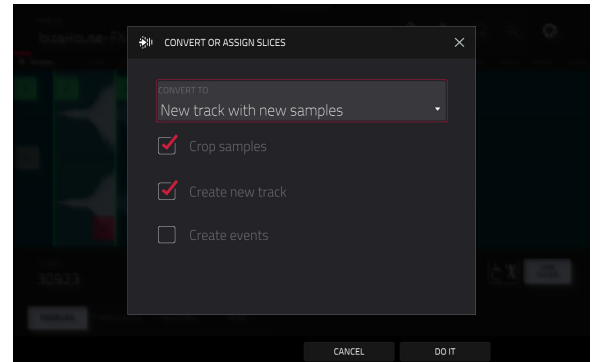 CONVERT OR ASSIGN SLICES
CONVERT TO
New track with new samples
Crop samples
Create new track
Create events
30923
CANCEL
DO IT